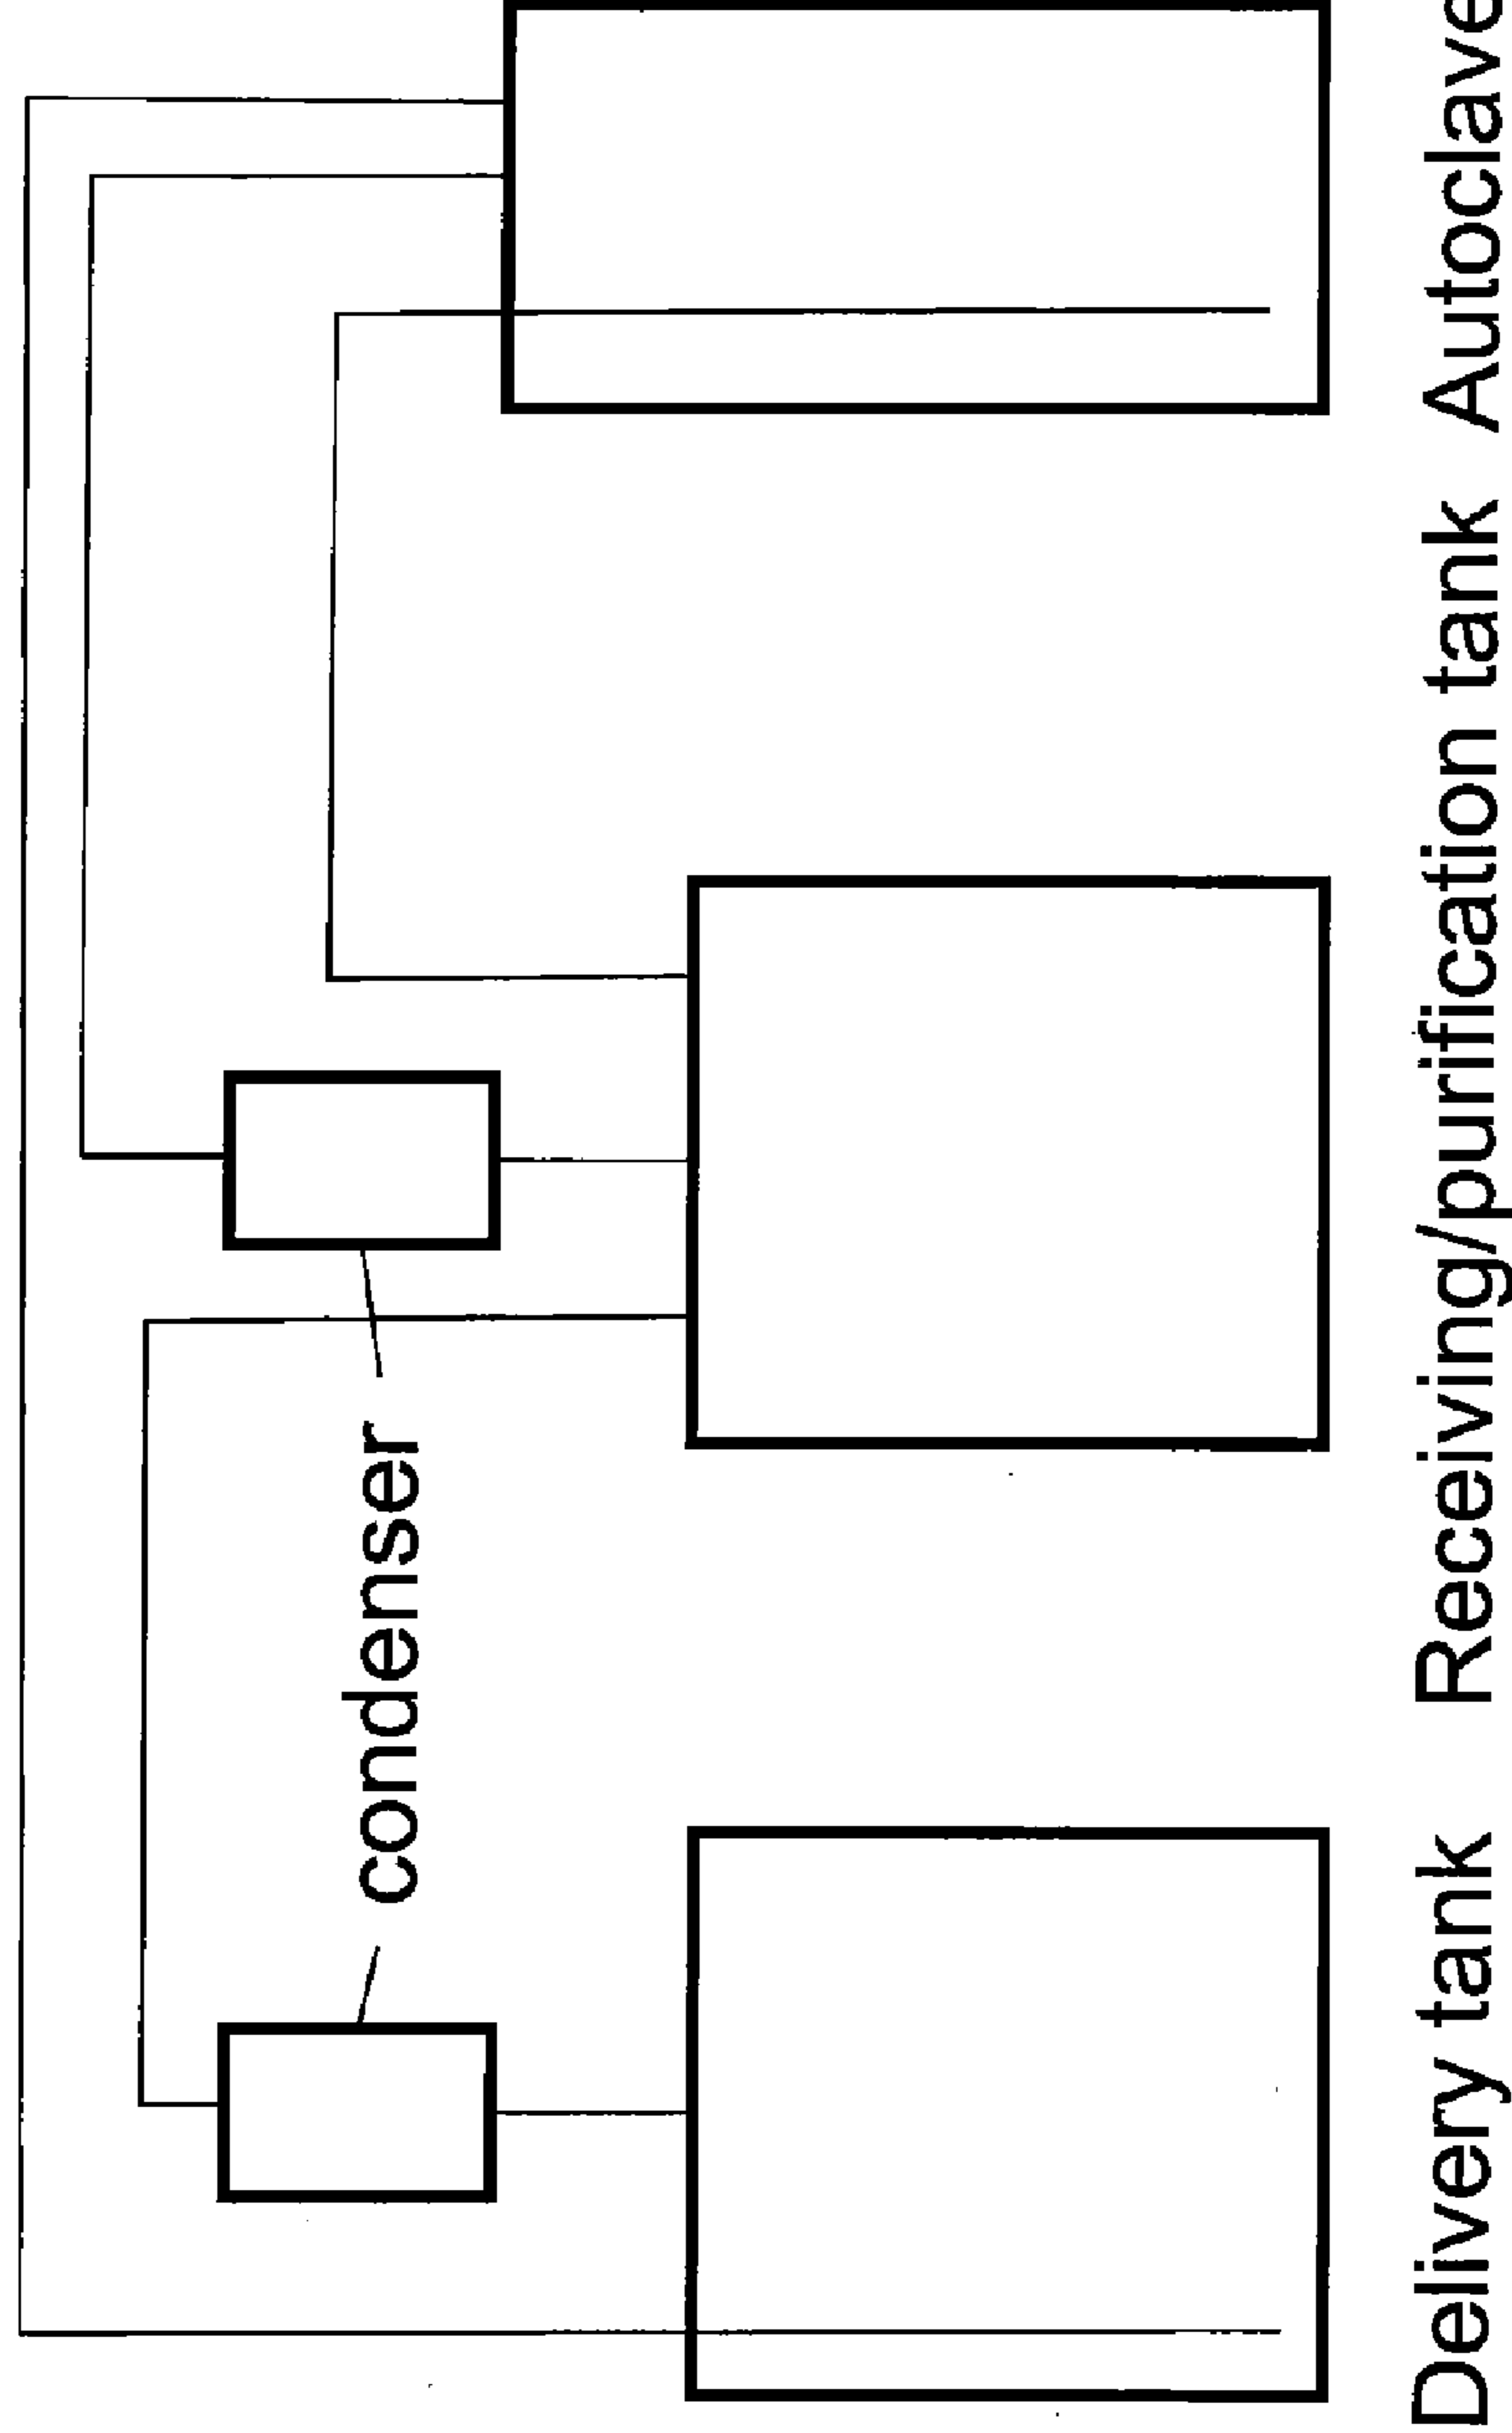 condenser
Delivery tank
Receiving/purification tank
Autoclave